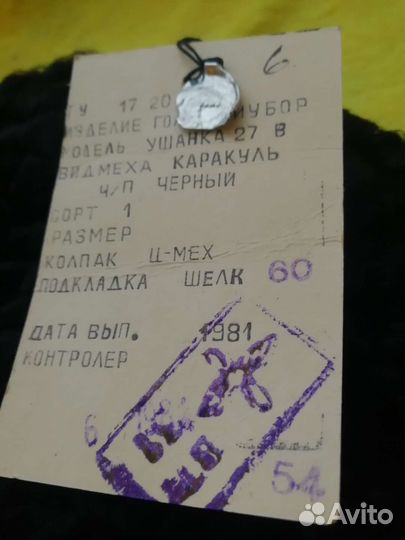 6.
ТУ 17 20
ИЗДЕЛИЕ ГО УБОР
МОДЕЛЬ УШАНКА 27 В
ВИД МЕХА КАРАКУЛЬ
Ч/П ЧЕРНЫЙ
СОРТ 1
РАЗМЕР
КОЛПАК Ц-МЕХ
ПОДКЛАДКА ШЕЛК 60
ДАТА ВЫП. 1981
КОНТРОЛЕР
6
54
Avito